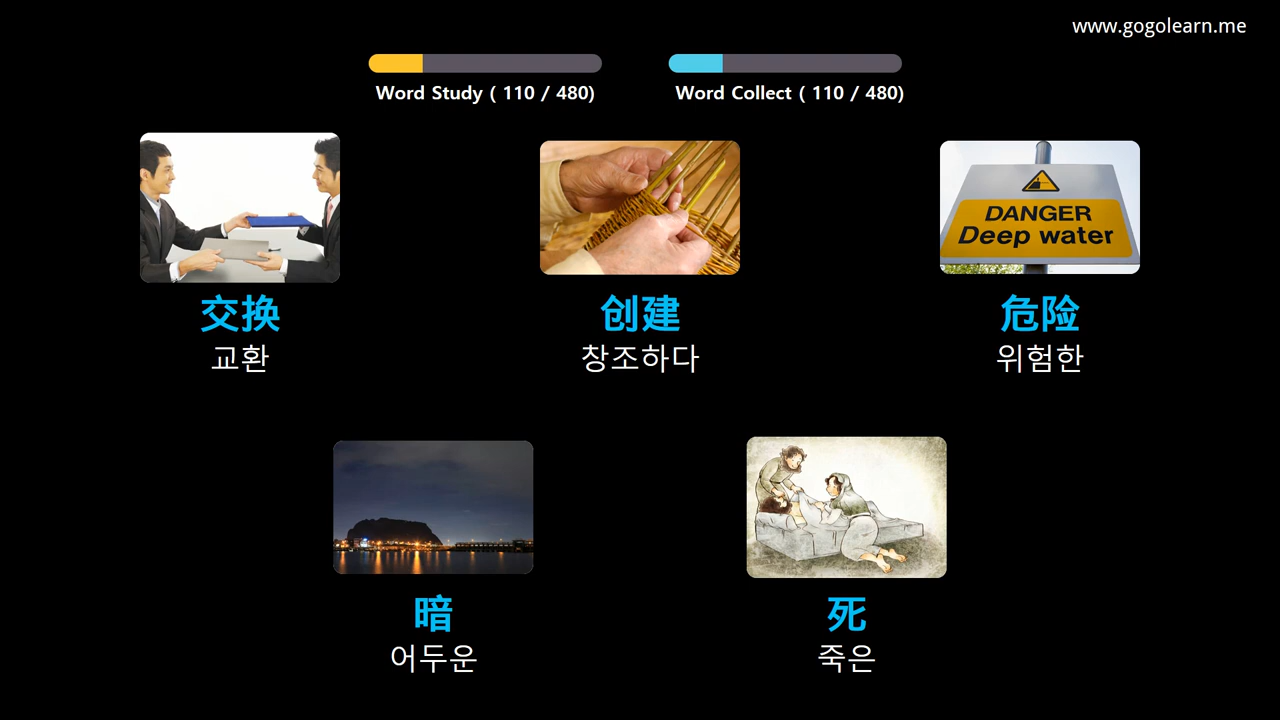 www.gogolearn.me
Word Study ( 110 / 480)
Word Collect ( 110 / 480)
DANGER
Deep water
交换
创建
危险
교환
창조하다
위험한
暗
死
어두운
죽은